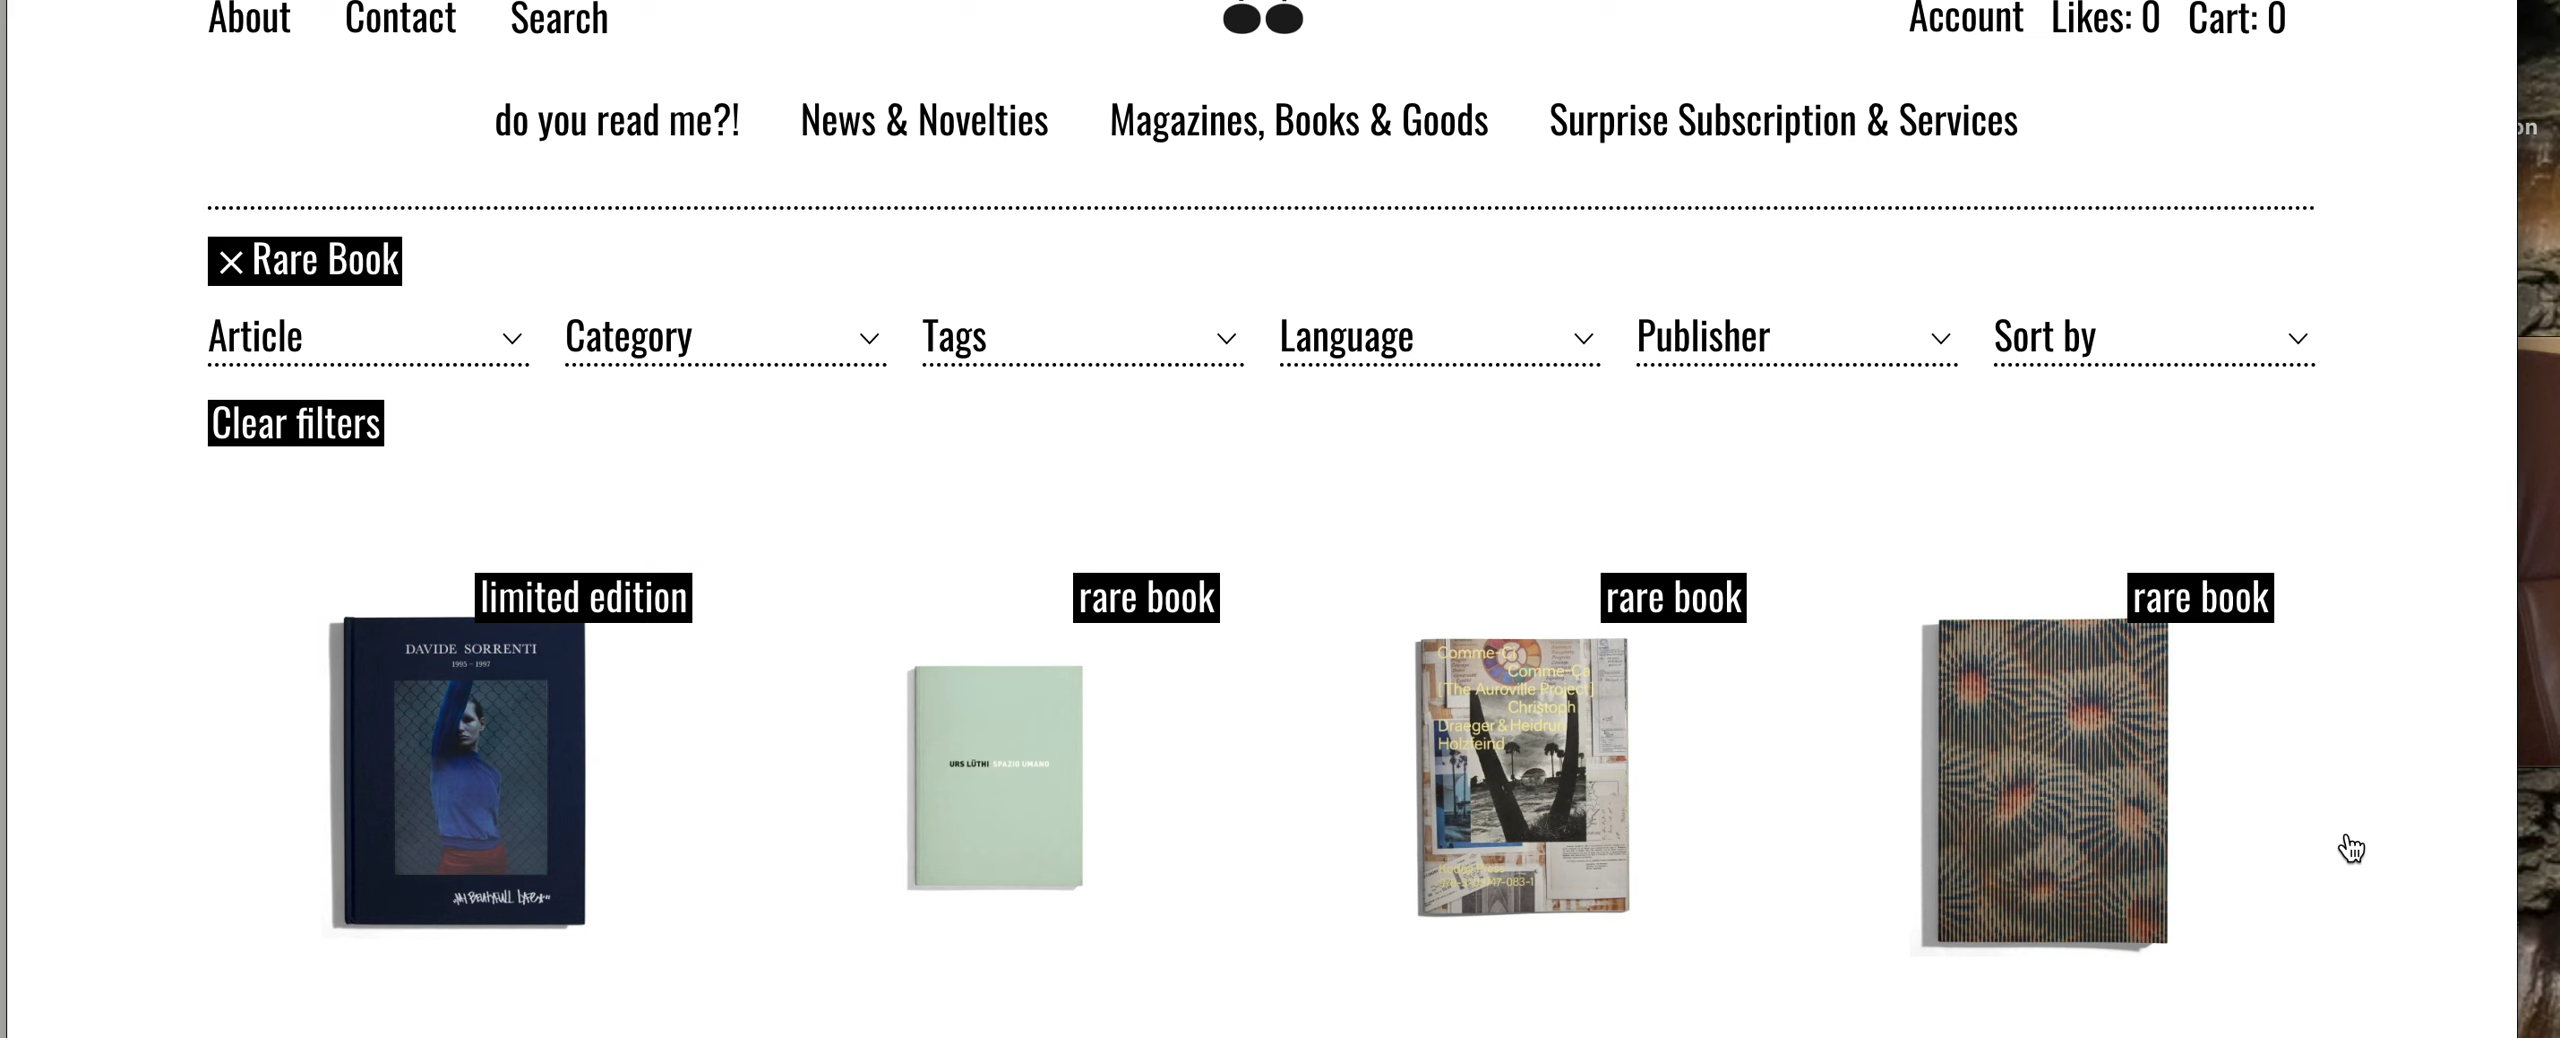 About Contact Search Account Likes: 0 Cart: 0
do you read me?! News & Novelties Magazines, Books & Goods Surprise Subscription & Services
on
× Rare Book
Article Category Tags Language Publisher Sort by
Clear filters
limited edition
DAVIDE SORRENTI
1995 – 1997
rare book
URS LÜTHI SPAZIO UMANO
rare book
Comme-Ci
Comme-Ça
[The Auroville Project]
Christoph
Draeger & Heidrun
Holzfeind
rare book